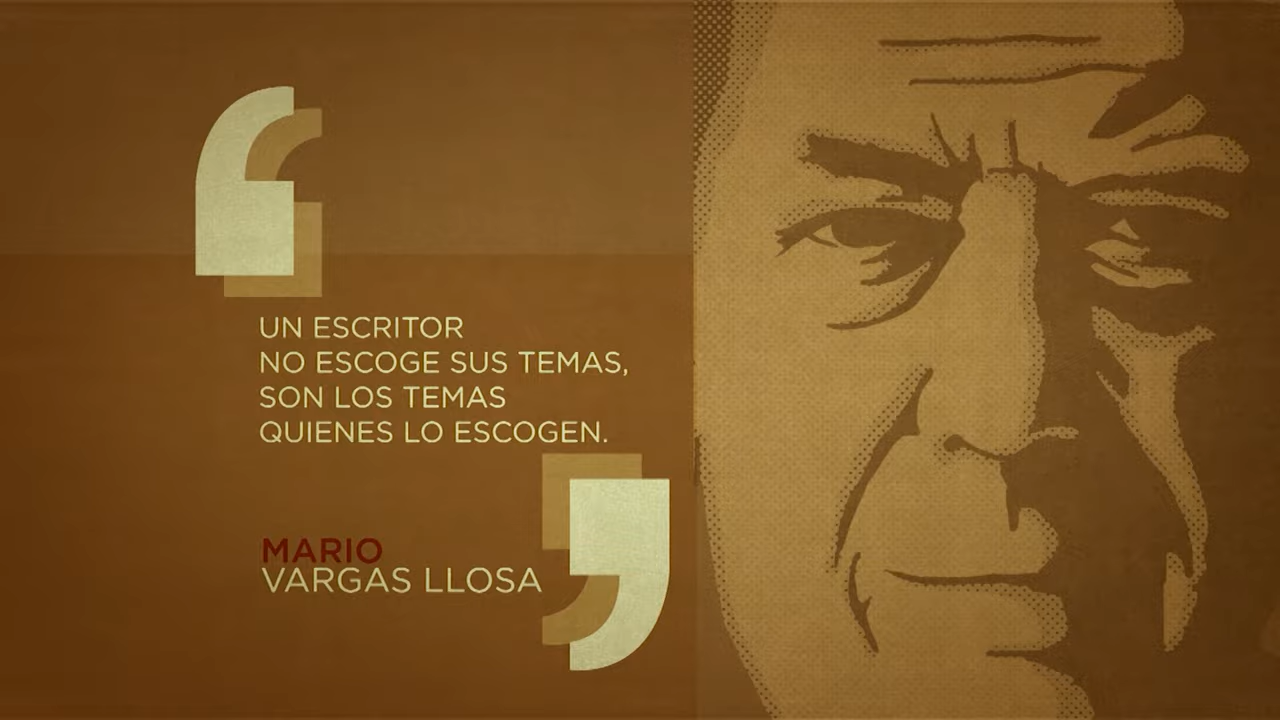 UN ESCRITOR
NO ESCOGE SUS TEMAS,
SON LOS TEMAS
QUIENES LO ESCOGEN.
MARIO
VARGAS LLOSA